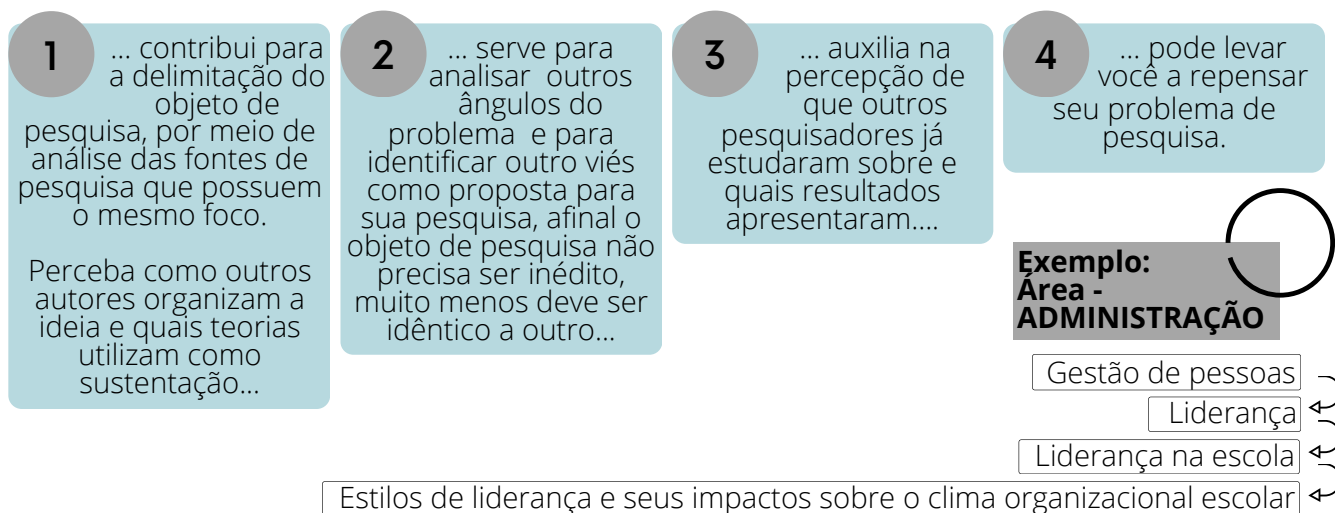 1
... contribui para
a delimitação do
objeto de
pesquisa, por meio de
análise das fontes de
pesquisa que possuem
o mesmo foco.
Perceba como outros
autores organizam a
ideia e quais teorias
utilizam como
sustentação...
2
... serve para
analisar outros
ângulos do
problema e para
identificar outro viés
como proposta para
sua pesquisa, afinal o
objeto de pesquisa não
precisa ser inédito,
muito menos deve ser
idêntico a outro...
3
... auxilia na
percepção de
que outros
pesquisadores já
estudaram sobre e
quais resultados
apresentaram....
4
... pode levar
você a repensar
seu problema de
pesquisa.
Exemplo:
Área -
ADMINISTRAÇÃO
Gestão de pessoas
Liderança
Liderança na escola
Estilos de liderança e seus impactos sobre o clima organizacional escolar